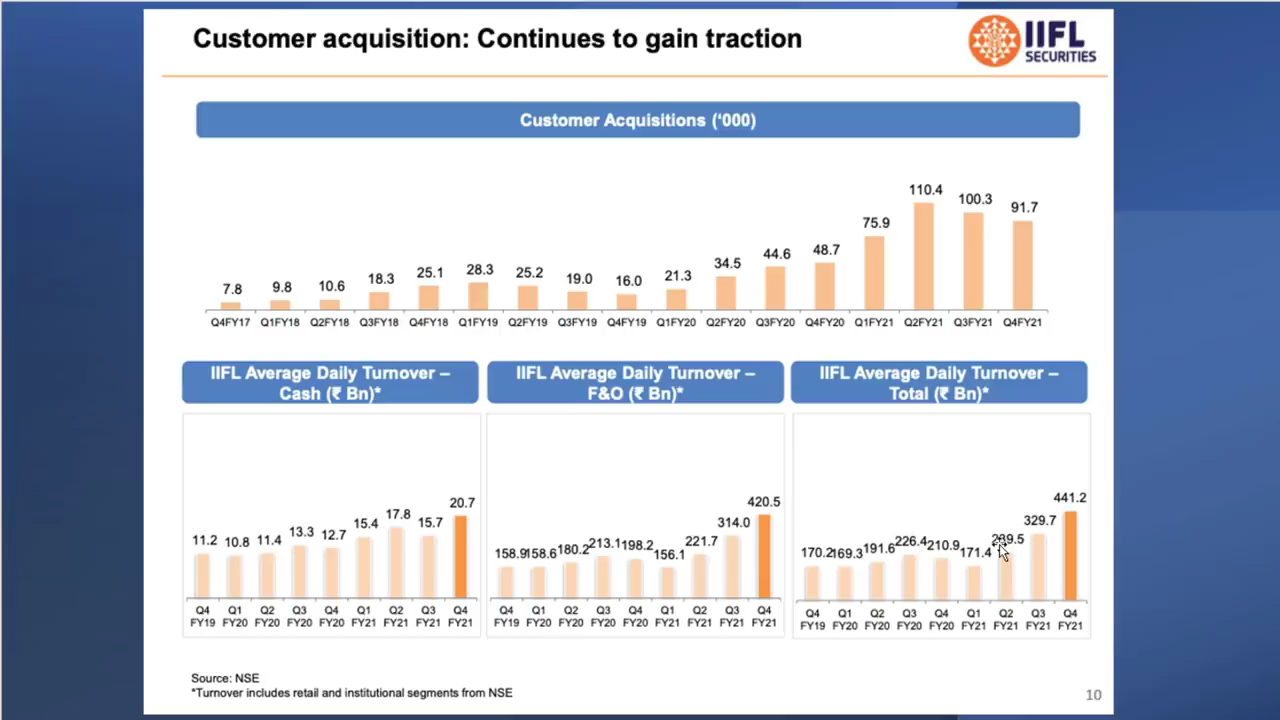 Customer acquisition: Continues to gain traction
IIFL
SECURITIES
Customer Acquisitions (‘000)
7.8 9.8 10.6 18.3 25.1 28.3 25.2 19.0 16.0 21.3 34.5 44.6 48.7 75.9 110.4 100.3 91.7
Q4FY17 Q1FY18 Q2FY18 Q3FY18 Q4FY18 Q1FY19 Q2FY19 Q3FY19 Q4FY19 Q1FY20 Q2FY20 Q3FY20 Q4FY20 Q1FY21 Q2FY21 Q3FY21 Q4FY21
IIFL Average Daily Turnover –
Cash (₹ Bn)*
11.2 10.8 11.4 13.3 12.7 15.4 17.8 15.7 20.7
Q4 Q1 Q2 Q3 Q4 Q1 Q2 Q3 Q4
FY19 FY20 FY20 FY20 FY20 FY21 FY21 FY21 FY21
IIFL Average Daily Turnover –
F&O (₹ Bn)*
158.9 158.6 180.2 213.1 198.2 156.1 221.7 314.0 420.5
Q4 Q1 Q2 Q3 Q4 Q1 Q2 Q3 Q4
FY19 FY20 FY20 FY20 FY20 FY21 FY21 FY21 FY21
IIFL Average Daily Turnover –
Total (₹ Bn)*
170.2 169.3 191.6 226.4 210.9 171.4 239.5 329.7 441.2
Q4 Q1 Q2 Q3 Q4 Q1 Q2 Q3 Q4
FY19 FY20 FY20 FY20 FY20 FY21 FY21 FY21 FY21
Source: NSE
*Turnover includes retail and institutional segments from NSE
10